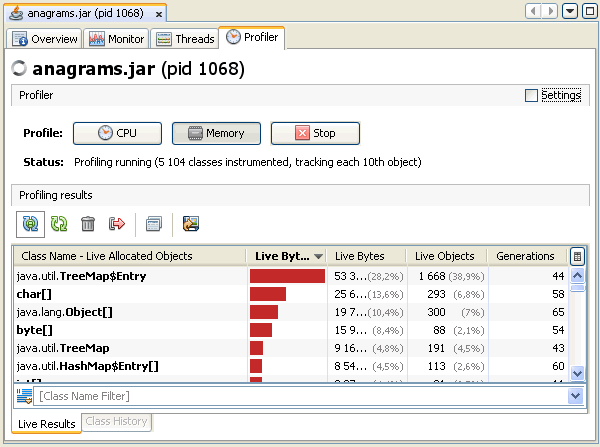 anagrams.jar (pid 1068)
Overview Monitor Threads Profiler
anagrams.jar (pid 1068)
Profiler Settings
Profile: CPU Memory Stop
Status: Profiling running (5 104 classes instrumented, tracking each 10th object)
Profiling results
Class Name - Live Allocated Objects Live Byt... Live Bytes Live Objects Generations
java.util.TreeMap$Entry 53 3...(28,2%) 1 668 (38,9%) 44
char[] 25 6...(13,6%) 293 (6,8%) 58
java.lang.Object[] 19 7...(10,4%) 300 (7%) 65
byte[] 15 9...(8,4%) 88 (2,1%) 54
java.util.TreeMap 9 16...(4,8%) 191 (4,5%) 43
java.util.HashMap$Entry[] 8 54...(4,5%) 113 (2,6%) 60
[Class Name Filter]
Live Results Class History